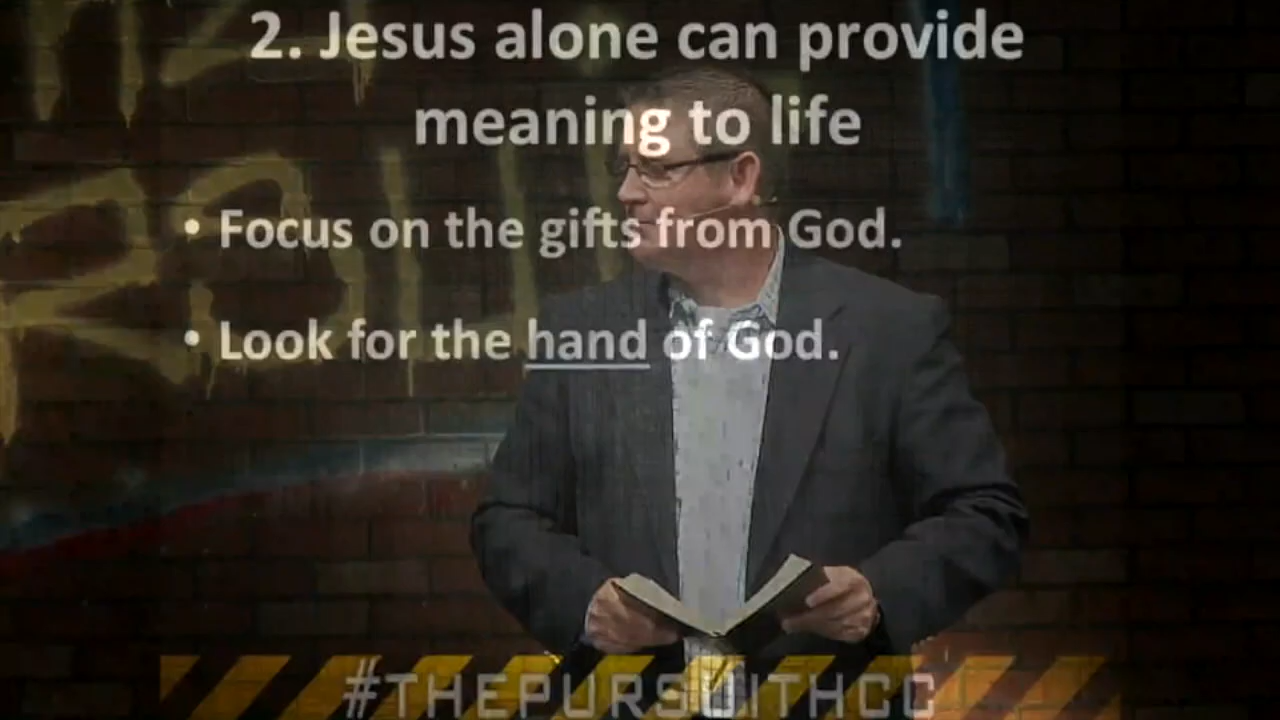 2. Jesus alone can provide
meaning to life
• Focus on the gifts from God.
• Look for the hand of God.
#THEPURSUITHCC